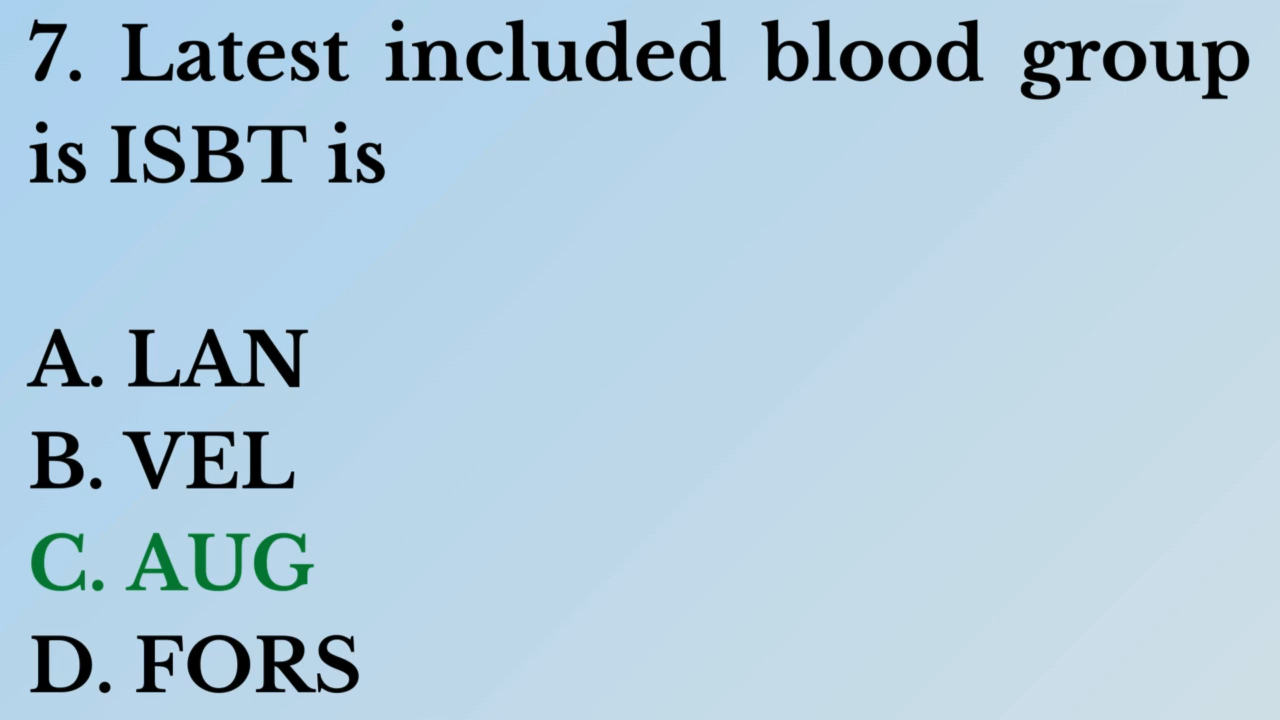 7. Latest included blood group
is ISBT is
A. LAN
B. VEL
C. AUG
D. FORS